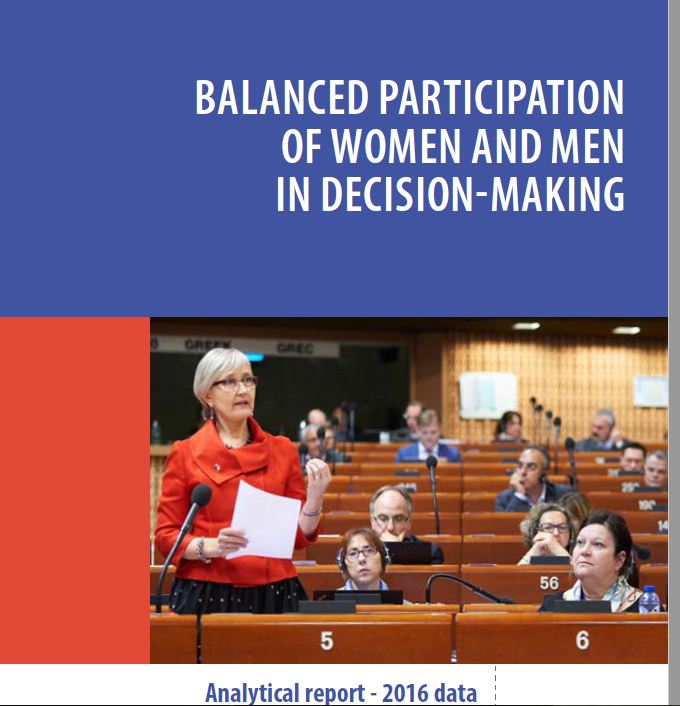 BALANCED PARTICIPATION
OF WOMEN AND MEN
IN DECISION-MAKING
GREEK GREC
56
5 6
Analytical report - 2016 data